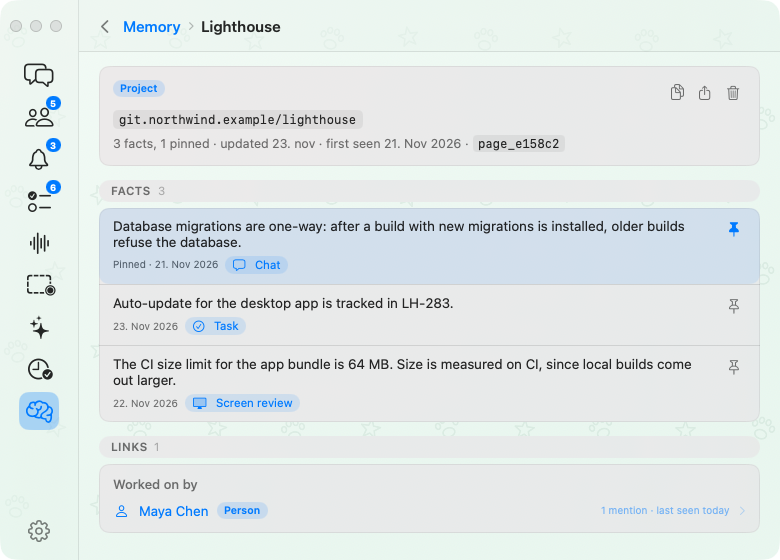 Memory › Lighthouse
5
3
6
Project
git.northwind.example/lighthouse
3 facts, 1 pinned · updated 23. nov · first seen 21. Nov 2026 · page_e158c2
FACTS 3
Database migrations are one-way: after a build with new migrations is installed, older builds
refuse the database.
Pinned · 21. Nov 2026 Chat
Auto-update for the desktop app is tracked in LH-283.
23. Nov 2026 Task
The CI size limit for the app bundle is 64 MB. Size is measured on CI, since local builds come
out larger.
22. Nov 2026 Screen review
LINKS 1
Worked on by
Maya Chen Person 1 mention · last seen today